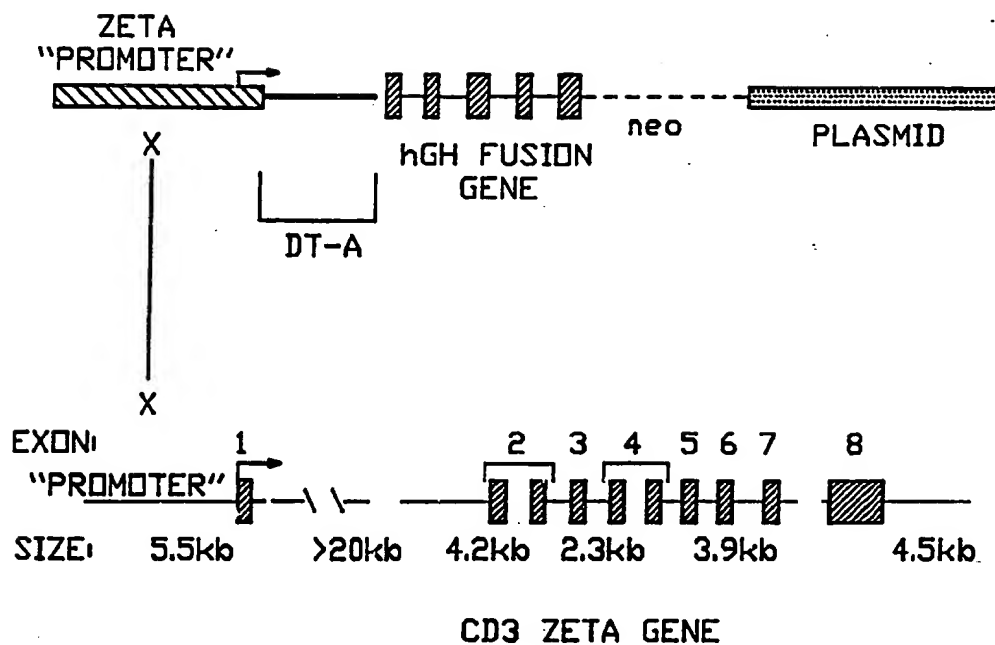 ZETA
"PROMOTER"
neo
PLASMID
hGH FUSION
GENE
DT-A
X
X
EXON: 1 2 3 4 5 6 7 8
"PROMOTER"
SIZE: 5.5kb >20kb 4.2kb 2.3kb 3.9kb 4.5kb
CD3 ZETA GENE